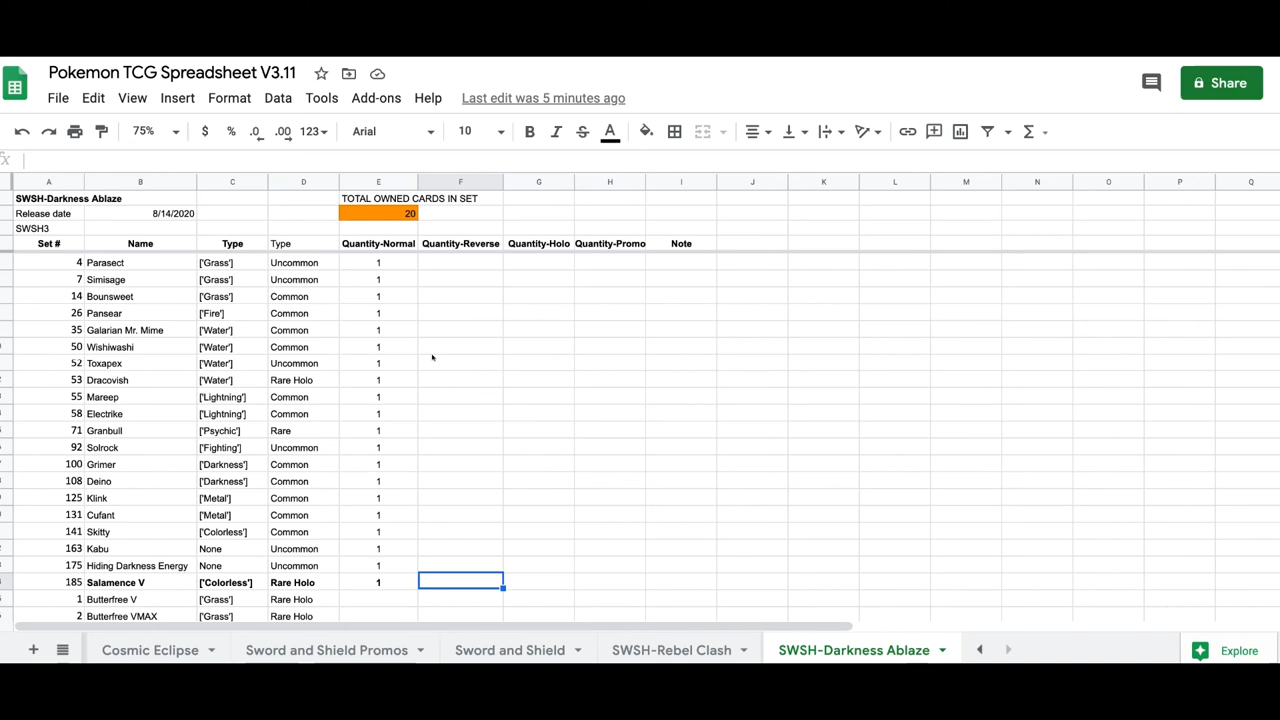 Pokemon TCG Spreadsheet V3.11
Share
File Edit View Insert Format Data Tools Add-ons Help Last edit was 5 minutes ago
75% $ % .0 .00 123 Arial 10 B I S A Σ
fx
A B C D E F G H I J K L M N O P Q
SWSH-Darkness Ablaze TOTAL OWNED CARDS IN SET
Release date 8/14/2020 20
SWSH3
Set # Name Type Type Quantity-Normal Quantity-Reverse Quantity-Holo Quantity-Promo Note
4 Parasect ['Grass'] Uncommon 1
7 Simisage ['Grass'] Uncommon 1
14 Bounsweet ['Grass'] Common 1
26 Pansear ['Fire'] Common 1
35 Galarian Mr. Mime ['Water'] Common 1
50 Wishiwashi ['Water'] Common 1
52 Toxapex ['Water'] Uncommon 1
53 Dracovish ['Water'] Rare Holo 1
55 Mareep ['Lightning'] Common 1
58 Electrike ['Lightning'] Common 1
71 Granbull ['Psychic'] Rare 1
92 Solrock ['Fighting'] Uncommon 1
100 Grimer ['Darkness'] Common 1
108 Deino ['Darkness'] Common 1
125 Klink ['Metal'] Common 1
131 Cufant ['Metal'] Common 1
141 Skitty ['Colorless'] Common 1
163 Kabu None Uncommon 1
175 Hiding Darkness Energy None Uncommon 1
185 Salamence V ['Colorless'] Rare Holo 1
1 Butterfree V ['Grass'] Rare Holo
2 Butterfree VMAX ['Grass'] Rare Holo
Cosmic Eclipse Sword and Shield Promos Sword and Shield SWSH-Rebel Clash SWSH-Darkness Ablaze Explore